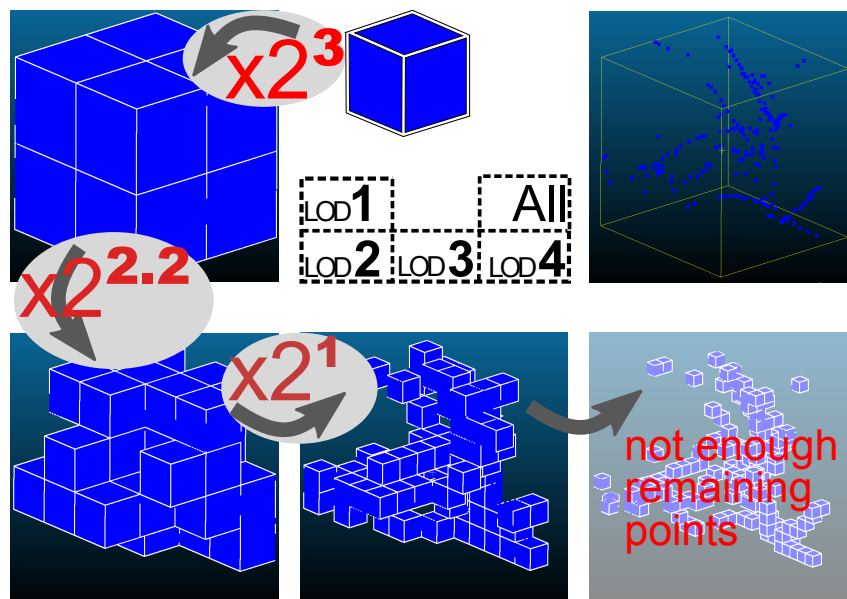 x2³
LOD1
All
LOD2 LOD3 LOD4
x2²·²
x2¹
not enough
remaining
points